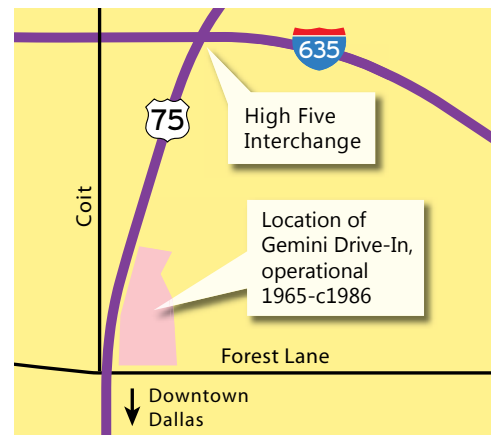 635
75
High Five
Interchange
Coit
Location of
Gemini Drive-In,
operational
1965-c1986
Forest Lane
Downtown
Dallas